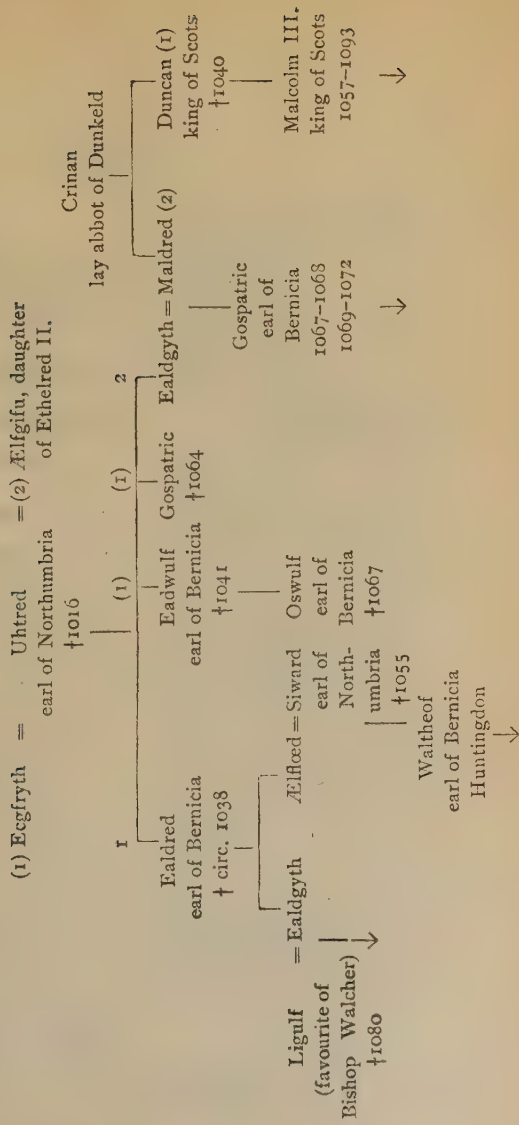 (1) Ecgfryth = Uhtred =(2) Ælfgifu, daughter
earl of Northumbria of Ethelred II.
†1016
Crinan
lay abbot of Dunkeld
1 (1) (1) 2
Ealdred
earl of Bernicia
† circ. 1038
Eadwulf
earl of Bernicia
†1041
Gospatric
†1064
Ealdgyth = Maldred (2)
Duncan (1)
king of Scots
†1040
Ligulf = Ealdgyth
(favourite of
Bishop Walcher)
†1080
Ælflœd = Siward
earl of
North-
umbria
†1055
Oswulf
earl of
Bernicia
†1067
Gospatric
earl of
Bernicia
1067–1068
1069–1072
Malcolm III.
king of Scots
1057–1093
Waltheof
earl of Bernicia
Huntingdon